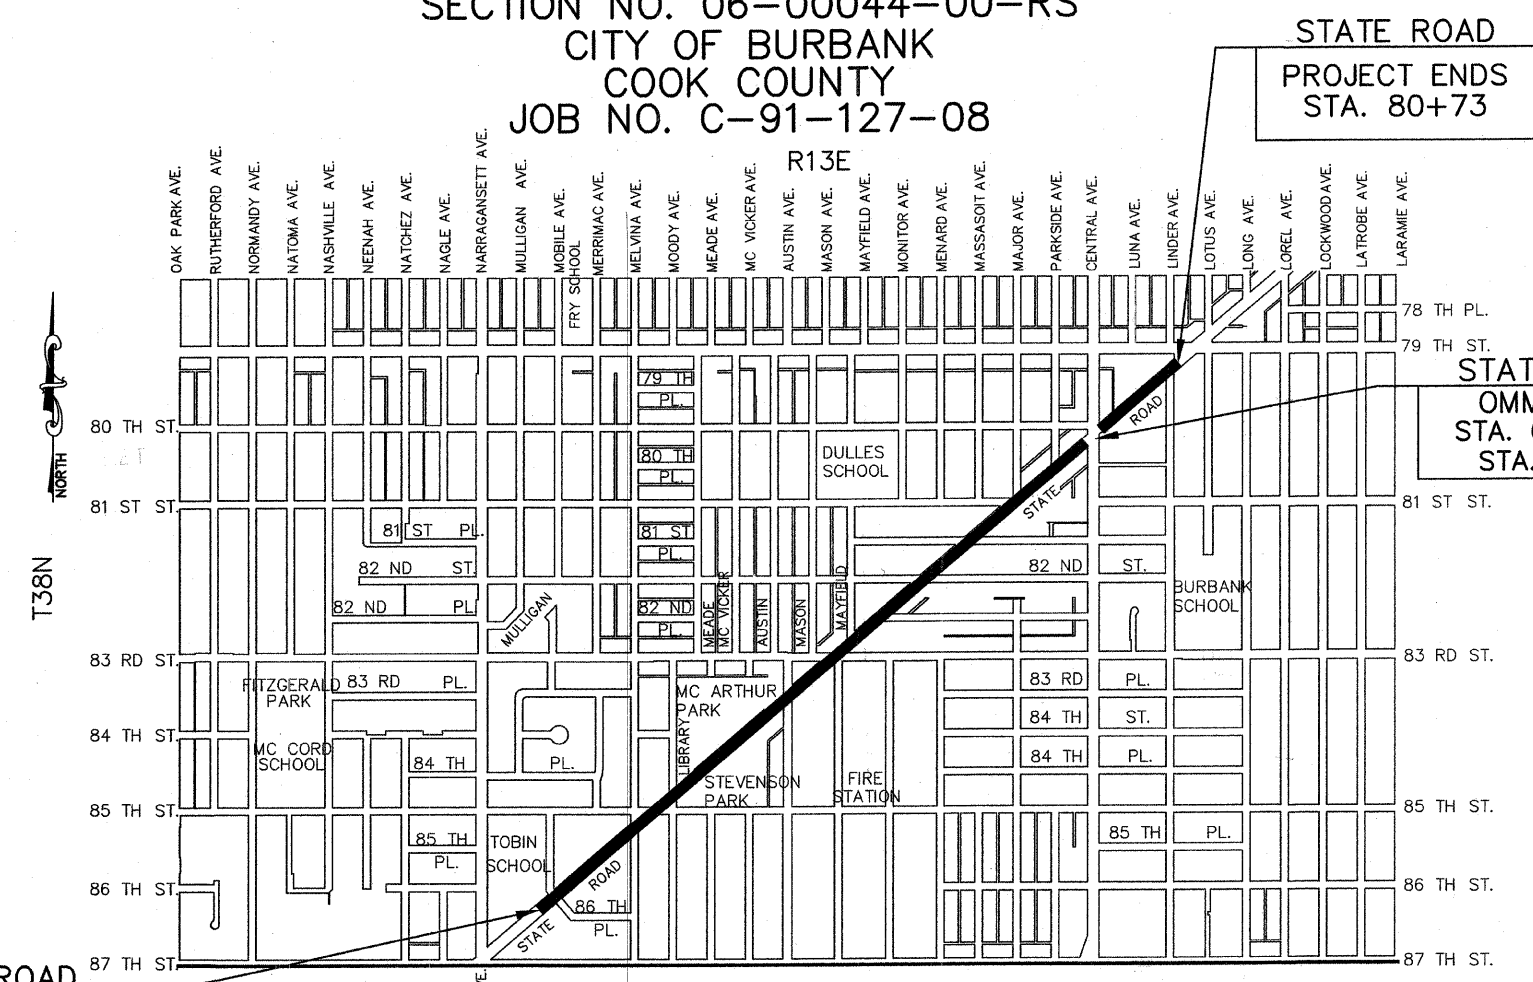 SECTION NO. 06-00044-00-RS
CITY OF BURBANK
COOK COUNTY
JOB NO. C-91-127-08
R13E
STATE ROAD
PROJECT ENDS
STA. 80+73
OAK PARK AVE.
RUTHERFORD AVE.
NORMANDY AVE.
NATOMA AVE.
NASHVILLE AVE.
NEENAH AVE.
NATCHEZ AVE.
NAGLE AVE.
NARRAGANSETT AVE.
MULLIGAN AVE.
MOBILE AVE.
FRY SCHOOL
MERRIMAC AVE.
MELVINA AVE.
MOODY AVE.
MEADE AVE.
MC VICKER AVE.
AUSTIN AVE.
MASON AVE.
MAYFIELD AVE.
MONITOR AVE.
MENARD AVE.
MASSASOIT AVE.
MAJOR AVE.
PARKSIDE AVE.
CENTRAL AVE.
LUNA AVE.
LINDER AVE.
LOTUS AVE.
LONG AVE.
LOREL AVE.
LOCKWOOD AVE.
LATROBE AVE.
LARAMIE AVE.
78 TH PL.
79 TH ST.
STAT
OMM
STA.
STA.
79 TH
PL.
ROAD
80 TH ST.
80 TH
PL.
DULLES
SCHOOL
NORTH
STATE
81 ST ST.
81 ST ST.
81 ST PL.
81 ST
PL.
T38N
82 ND ST.
82 ND ST.
82 ND PL.
82 ND
PL.
MULLIGAN
MEADE
MC VICKER
AUSTIN
MASON
MAYFIELD
BURBANK
SCHOOL
83 RD ST.
83 RD ST.
FITZGERALD
PARK
83 RD PL.
MC ARTHUR
PARK
83 RD PL.
84 TH ST.
84 TH ST.
MC CORD
SCHOOL
84 TH PL.
LIBRARY
84 TH PL.
STEVENSON
PARK
FIRE
STATION
85 TH ST.
85 TH ST.
85 TH
PL.
TOBIN
SCHOOL
85 TH PL.
ROAD
86 TH ST.
86 TH ST.
86 TH
PL.
STATE
87 TH ST.
87 TH ST.
ROAD
VE.